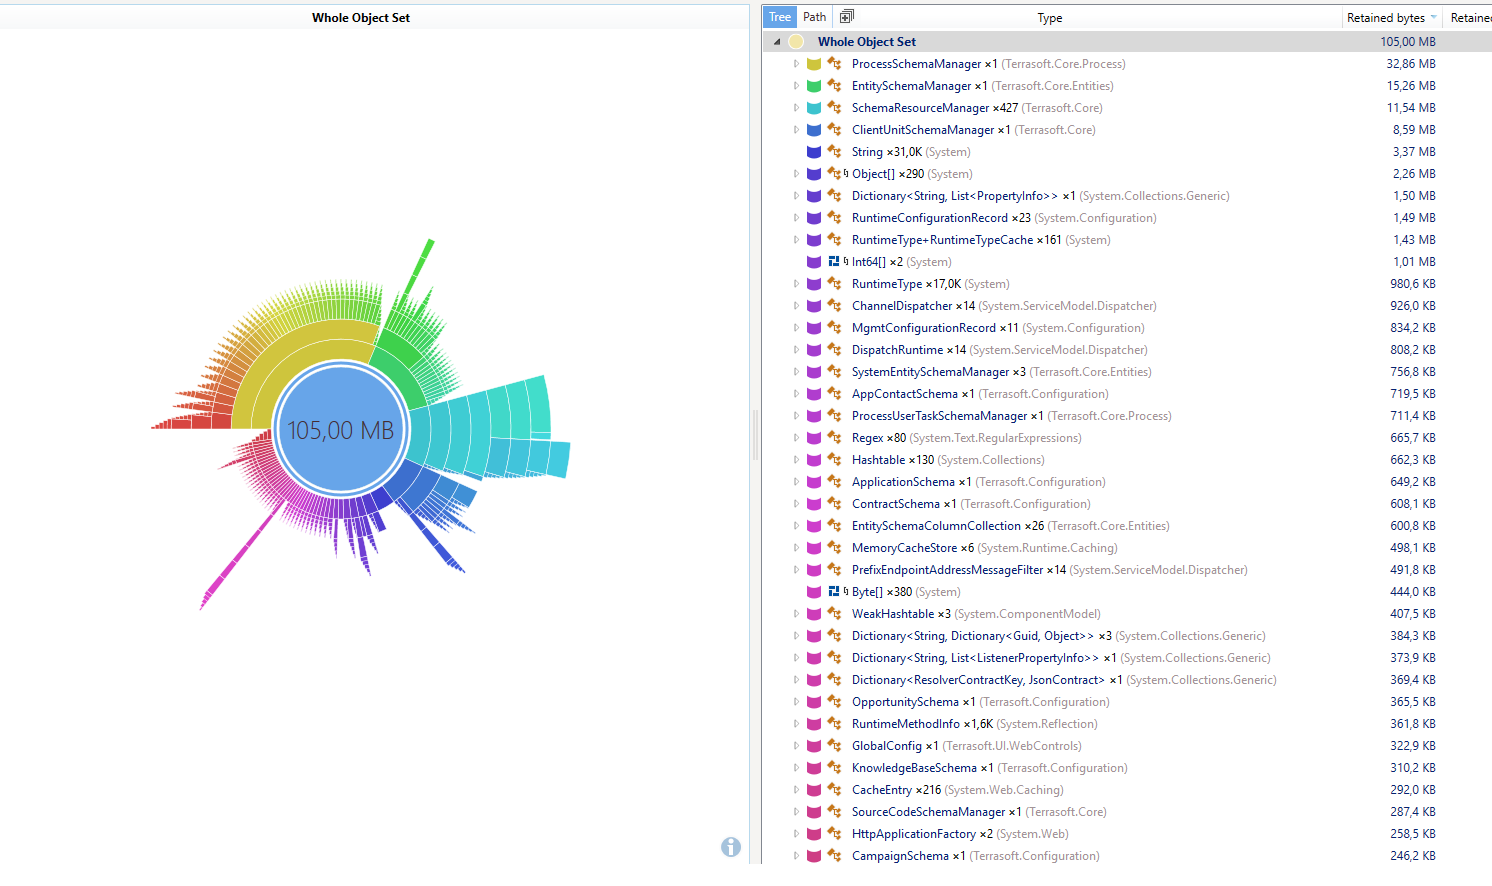 Whole Object Set
105,00 MB
Tree Path Type Retained bytes Retained
Whole Object Set 105,00 MB
ProcessSchemaManager ×1 (Terrasoft.Core.Process) 32,86 MB
EntitySchemaManager ×1 (Terrasoft.Core.Entities) 15,26 MB
SchemaResourceManager ×427 (Terrasoft.Core) 11,54 MB
ClientUnitSchemaManager ×1 (Terrasoft.Core) 8,59 MB
String ×31,0K (System) 3,37 MB
Object[] ×290 (System) 2,26 MB
Dictionary<String, List<PropertyInfo>> ×1 (System.Collections.Generic) 1,50 MB
RuntimeConfigurationRecord ×23 (System.Configuration) 1,49 MB
RuntimeType+RuntimeTypeCache ×161 (System) 1,43 MB
Int64[] ×2 (System) 1,01 MB
RuntimeType ×17,0K (System) 980,6 KB
ChannelDispatcher ×14 (System.ServiceModel.Dispatcher) 926,0 KB
MgmtConfigurationRecord ×11 (System.Configuration) 834,2 KB
DispatchRuntime ×14 (System.ServiceModel.Dispatcher) 808,2 KB
SystemEntitySchemaManager ×3 (Terrasoft.Core.Entities) 756,8 KB
AppContactSchema ×1 (Terrasoft.Configuration) 719,5 KB
ProcessUserTaskSchemaManager ×1 (Terrasoft.Core.Process) 711,4 KB
Regex ×80 (System.Text.RegularExpressions) 665,7 KB
Hashtable ×130 (System.Collections) 662,3 KB
ApplicationSchema ×1 (Terrasoft.Configuration) 649,2 KB
ContractSchema ×1 (Terrasoft.Configuration) 608,1 KB
EntitySchemaColumnCollection ×26 (Terrasoft.Core.Entities) 600,8 KB
MemoryCacheStore ×6 (System.Runtime.Caching) 498,1 KB
PrefixEndpointAddressMessageFilter ×14 (System.ServiceModel.Dispatcher) 491,8 KB
Byte[] ×380 (System) 444,0 KB
WeakHashtable ×3 (System.ComponentModel) 407,5 KB
Dictionary<String, Dictionary<Guid, Object>> ×3 (System.Collections.Generic) 384,3 KB
Dictionary<String, List<ListenerPropertyInfo>> ×1 (System.Collections.Generic) 373,9 KB
Dictionary<ResolverContractKey, JsonContract> ×1 (System.Collections.Generic) 369,4 KB
OpportunitySchema ×1 (Terrasoft.Configuration) 365,5 KB
RuntimeMethodInfo ×1,6K (System.Reflection) 361,8 KB
GlobalConfig ×1 (Terrasoft.UI.WebControls) 322,9 KB
KnowledgeBaseSchema ×1 (Terrasoft.Configuration) 310,2 KB
CacheEntry ×216 (System.Web.Caching) 292,0 KB
SourceCodeSchemaManager ×1 (Terrasoft.Core) 287,4 KB
HttpApplicationFactory ×2 (System.Web) 258,5 KB
CampaignSchema ×1 (Terrasoft.Configuration) 246,2 KB